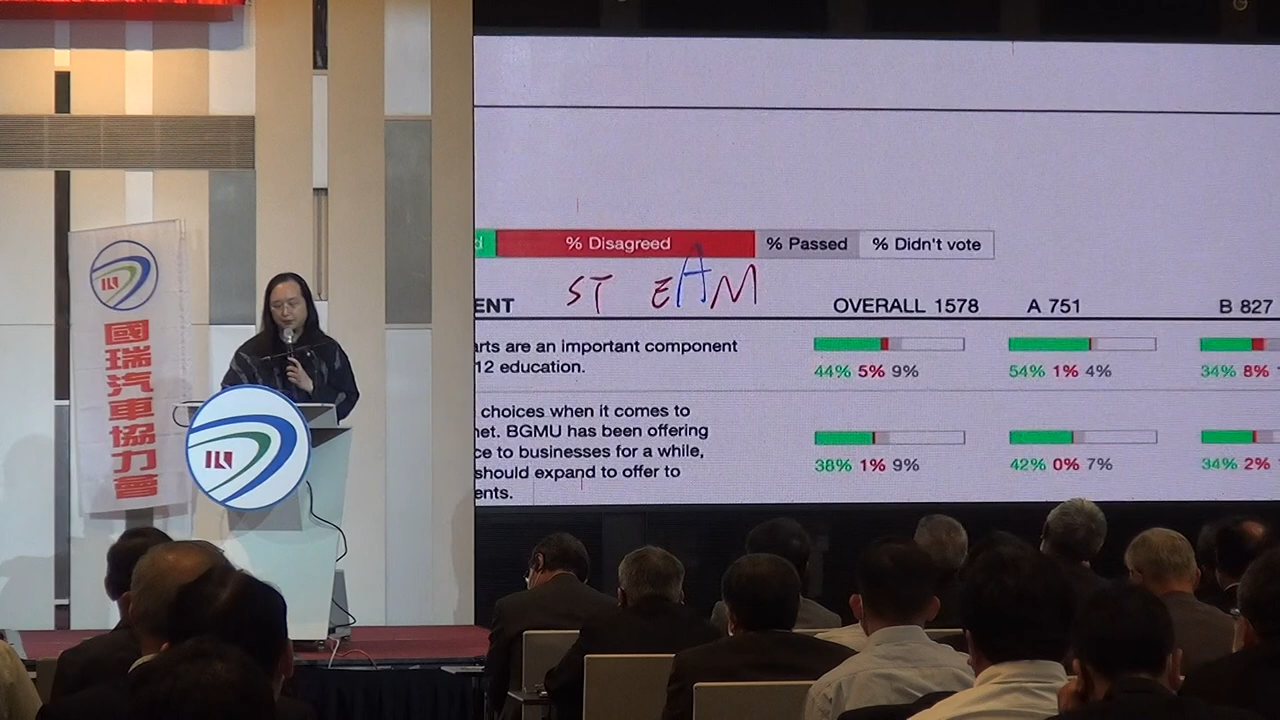 國瑞汽車協力會
% Disagreed
% Passed
% Didn't vote
STEAM
OVERALL 1578
A 751
B 827
arts are an important component
12 education.
44% 5% 9%
54% 1% 4%
34% 8%
choices when it comes to
net. BGMU has been offering
ce to businesses for a while,
should expand to offer to
ents.
38% 1% 9%
42% 0% 7%
34% 2%